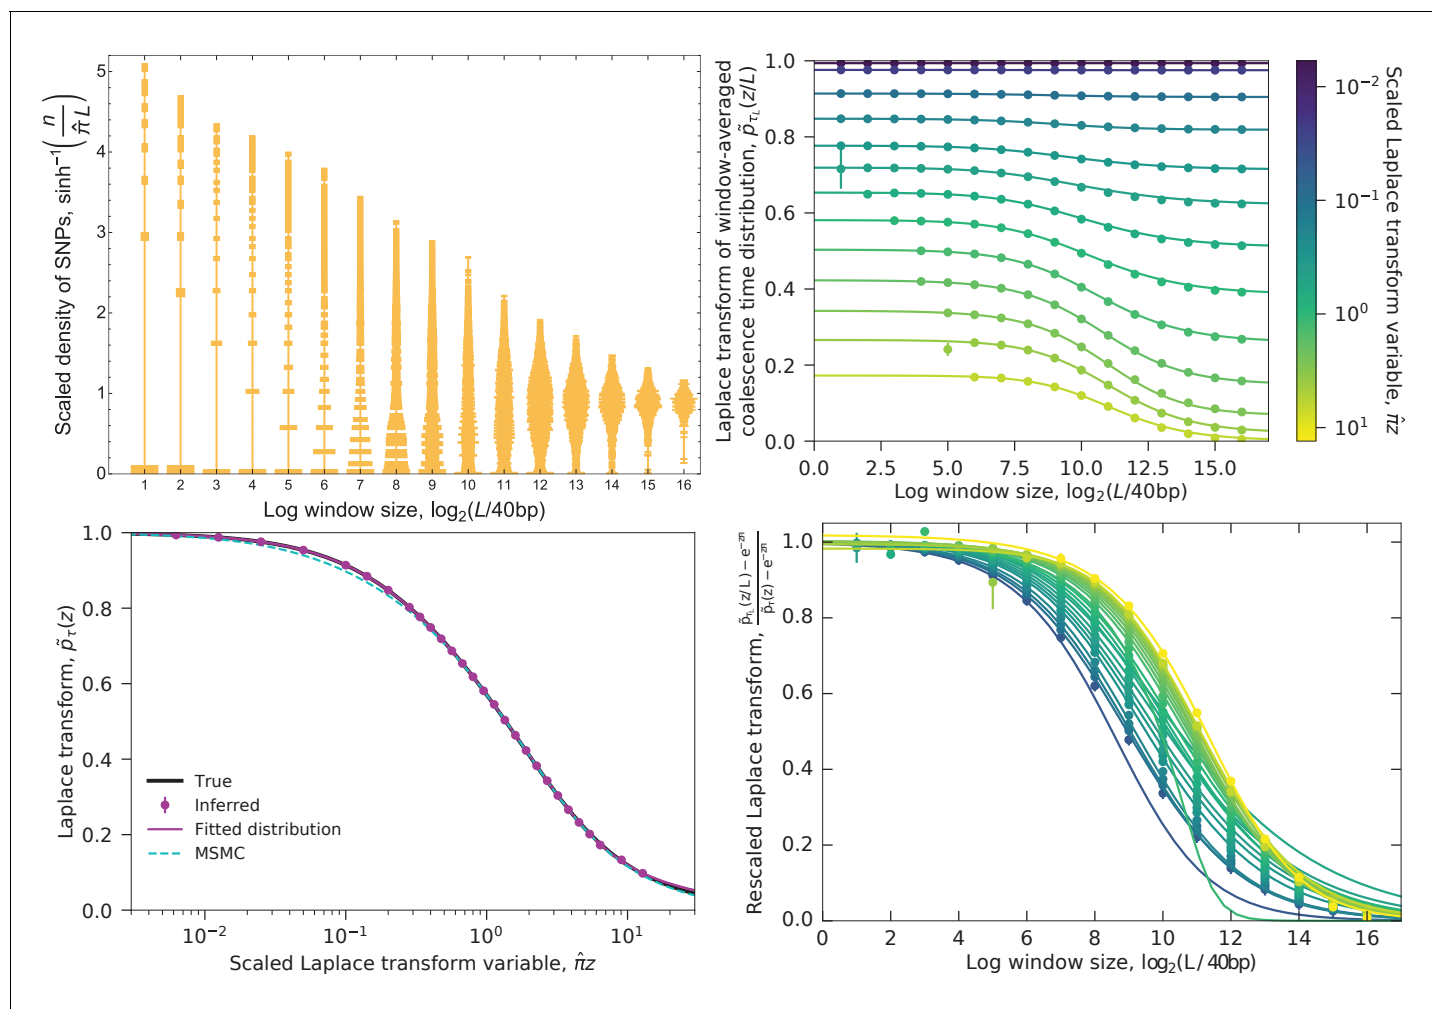 Scaled density of SNPs, sinh⁻¹(n / π̂ L)
5
4
3
2
1
0
1 2 3 4 5 6 7 8 9 10 11 12 13 14 15 16
Log window size, log₂(L/40bp)
Laplace transform of window-averaged
coalescence time distribution, p̃_τL(z/L)
1.0
0.8
0.6
0.4
0.2
0.0
0.0 2.5 5.0 7.5 10.0 12.5 15.0
Log window size, log₂(L/40bp)
10⁻²
10⁻¹
10⁰
10¹
Scaled Laplace transform variable, π̂z
Laplace transform, p̃_τ(z)
1.0
0.8
0.6
0.4
0.2
0.0
True
Inferred
Fitted distribution
MSMC
10⁻² 10⁻¹ 10⁰ 10¹
Scaled Laplace transform variable, π̂z
Rescaled Laplace transform, (p̃_τL(z/L) − e^−zπ) / (p̃_τ(z) − e^−zπ)
1.0
0.8
0.6
0.4
0.2
0.0
0 2 4 6 8 10 12 14 16
Log window size, log₂(L/40bp)